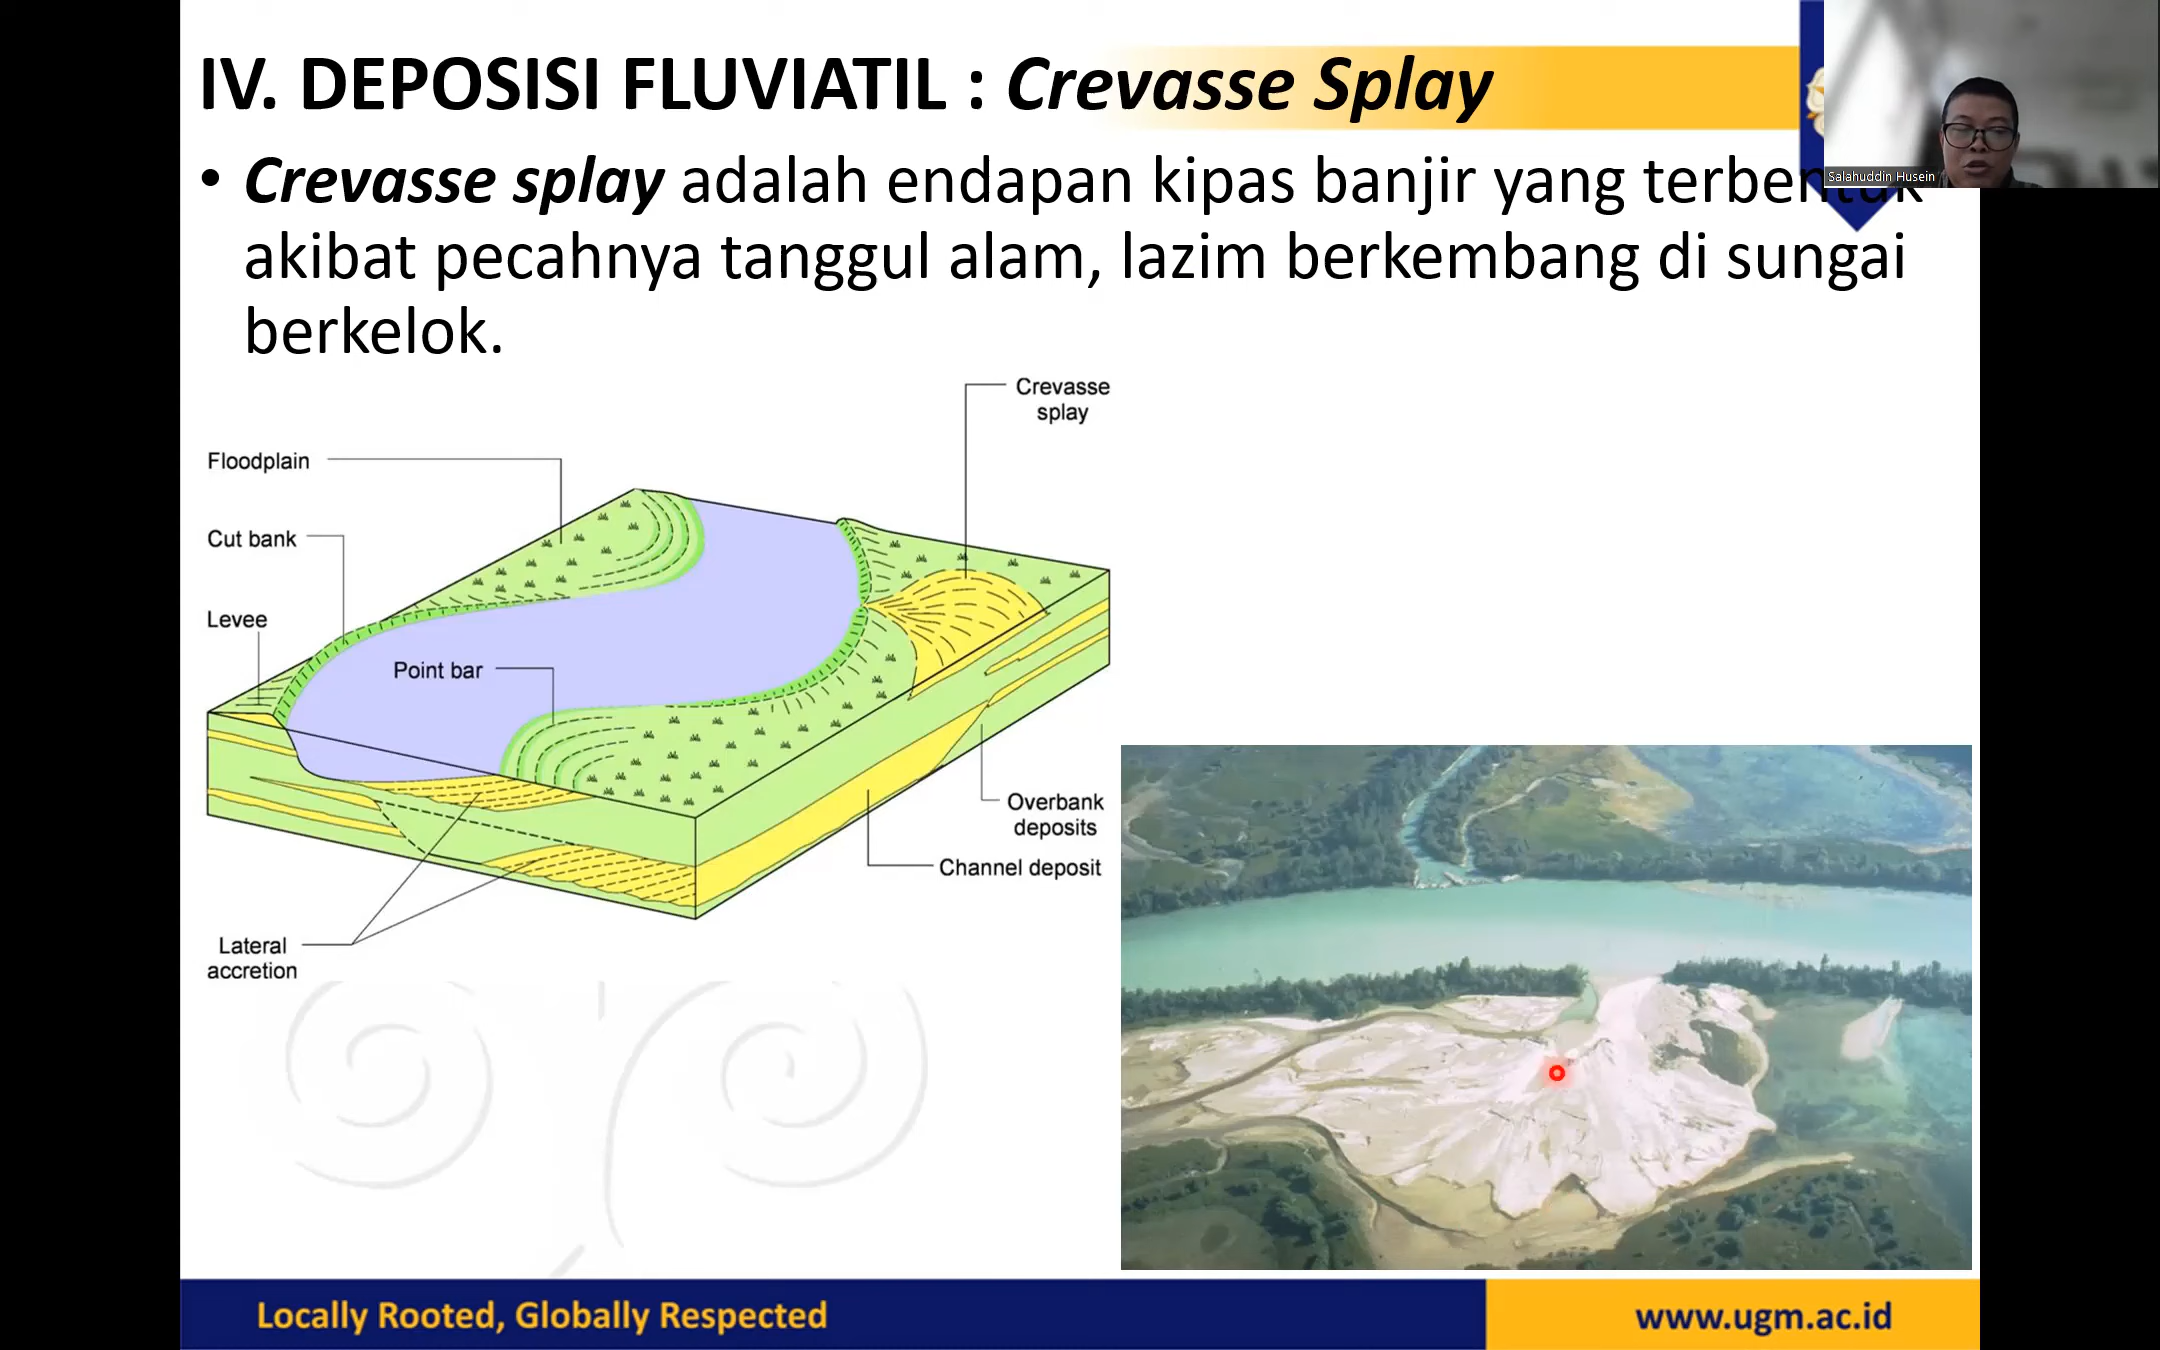 IV. DEPOSISI FLUVIATIL : Crevasse Splay
Salahuddin Husein
• Crevasse splay adalah endapan kipas banjir yang terbentuk
akibat pecahnya tanggul alam, lazim berkembang di sungai
berkelok.
Crevasse
splay
Floodplain
Cut bank
Levee
Point bar
Overbank
deposits
Channel deposit
Lateral
accretion
Locally Rooted, Globally Respected
www.ugm.ac.id